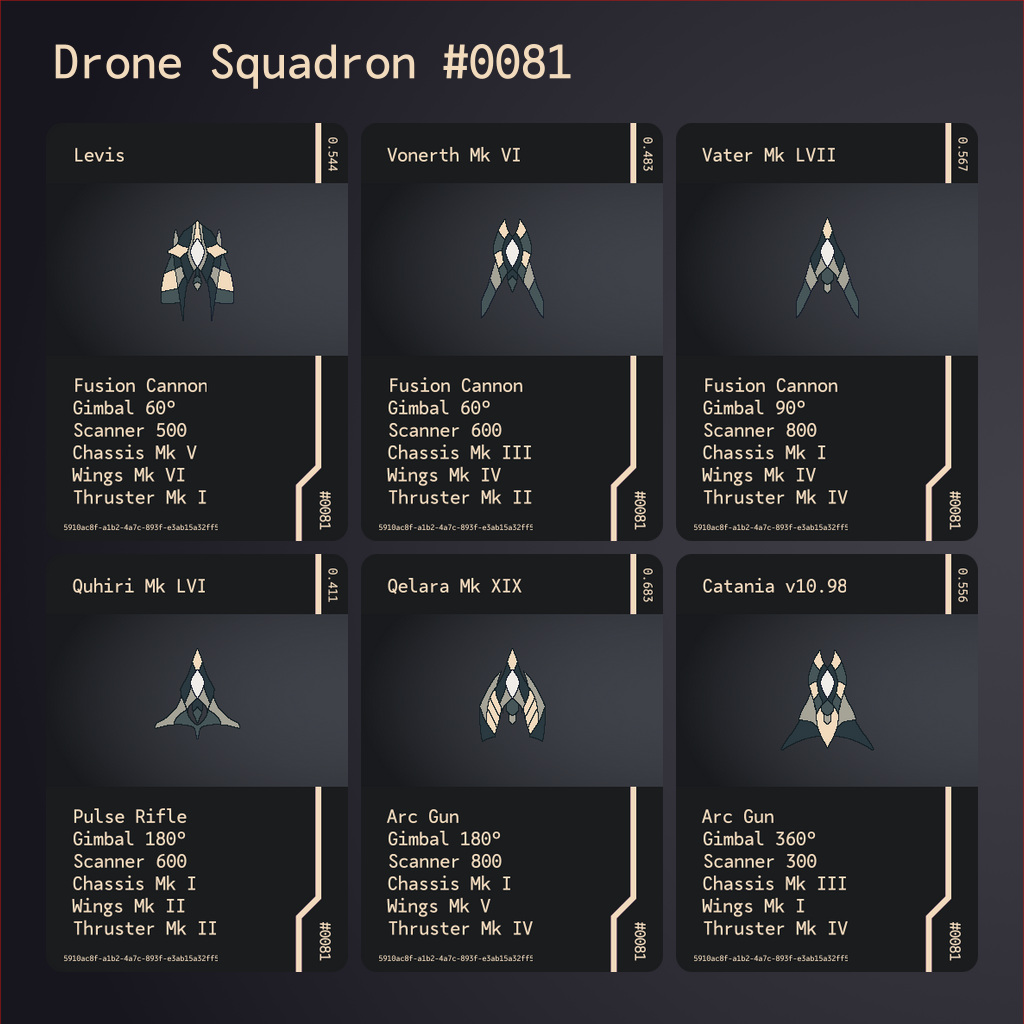 Drone Squadron #0081
Levis
0.544
Fusion Cannon
Gimbal 60º
Scanner 500
Chassis Mk V
Wings Mk VI
Thruster Mk I
#0081
5910ac8f-a1b2-4a7c-893f-e3ab15a32ff5
Vonerth Mk VI
0.483
Fusion Cannon
Gimbal 60º
Scanner 600
Chassis Mk III
Wings Mk IV
Thruster Mk II
#0081
5910ac8f-a1b2-4a7c-893f-e3ab15a32ff5
Vater Mk LVII
0.567
Fusion Cannon
Gimbal 90º
Scanner 800
Chassis Mk I
Wings Mk IV
Thruster Mk IV
#0081
5910ac8f-a1b2-4a7c-893f-e3ab15a32ff5
Quhiri Mk LVI
0.411
Pulse Rifle
Gimbal 180º
Scanner 600
Chassis Mk I
Wings Mk II
Thruster Mk II
#0081
5910ac8f-a1b2-4a7c-893f-e3ab15a32ff5
Qelara Mk XIX
0.683
Arc Gun
Gimbal 180º
Scanner 800
Chassis Mk I
Wings Mk V
Thruster Mk IV
#0081
5910ac8f-a1b2-4a7c-893f-e3ab15a32ff5
Catania v10.98
0.556
Arc Gun
Gimbal 360º
Scanner 300
Chassis Mk III
Wings Mk I
Thruster Mk IV
#0081
5910ac8f-a1b2-4a7c-893f-e3ab15a32ff5